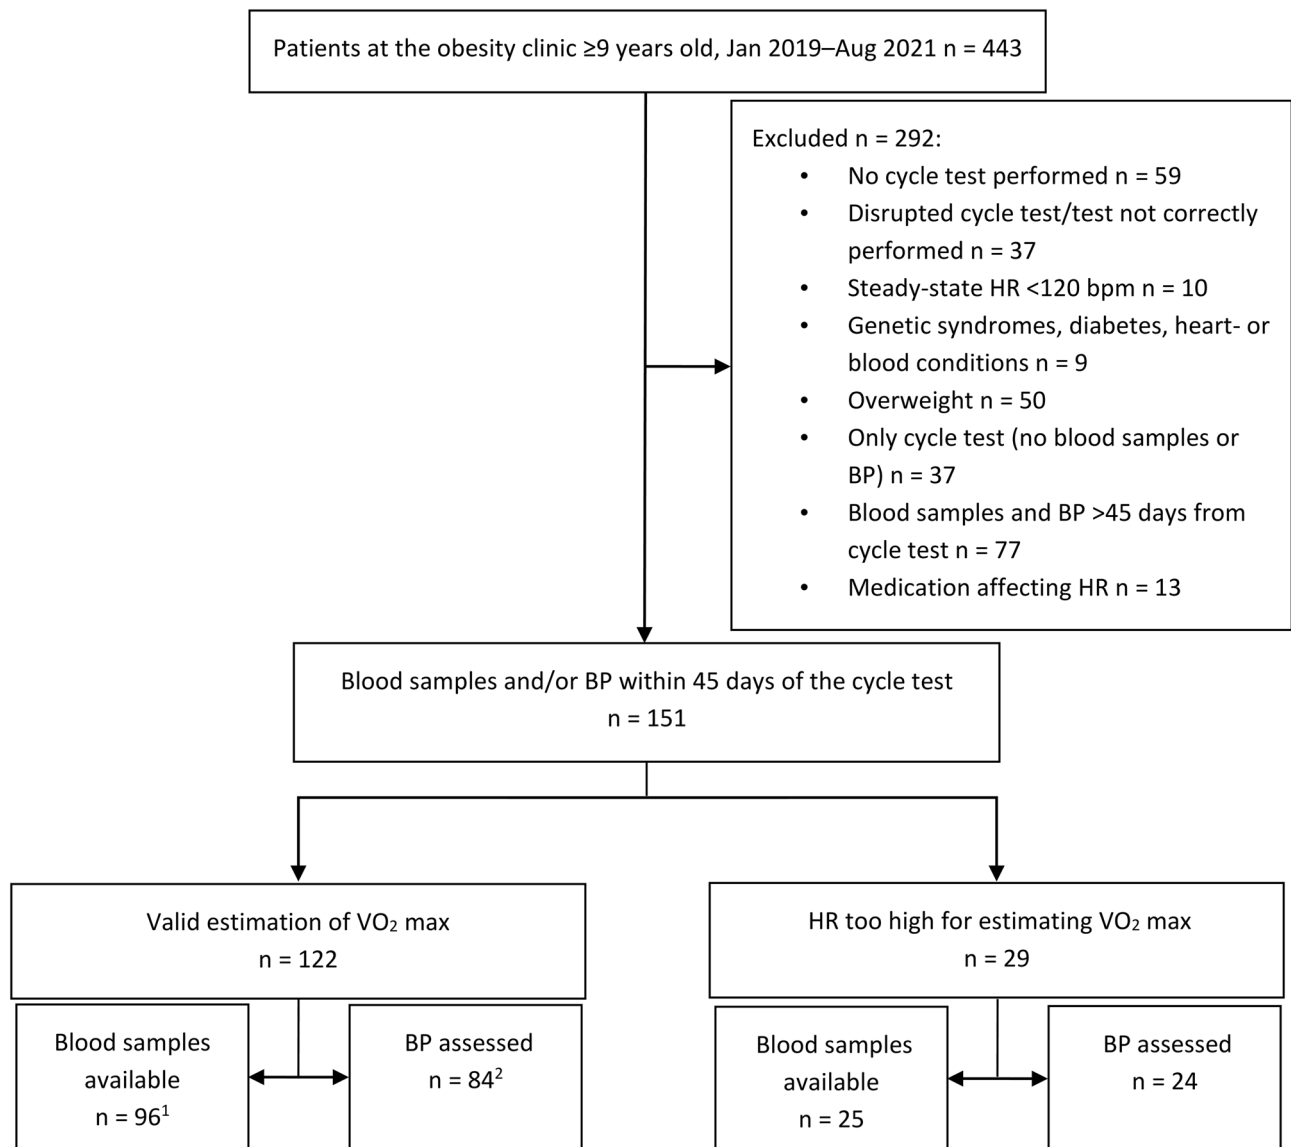 Patients at the obesity clinic ≥9 years old, Jan 2019–Aug 2021 n = 443
Excluded n = 292:
• No cycle test performed n = 59
• Disrupted cycle test/test not correctly
performed n = 37
• Steady-state HR <120 bpm n = 10
• Genetic syndromes, diabetes, heart- or
blood conditions n = 9
• Overweight n = 50
• Only cycle test (no blood samples or
BP) n = 37
• Blood samples and BP >45 days from
cycle test n = 77
• Medication affecting HR n = 13
Blood samples and/or BP within 45 days of the cycle test
n = 151
Valid estimation of VO₂ max
n = 122
HR too high for estimating VO₂ max
n = 29
Blood samples
available
n = 96¹
BP assessed
n = 84²
Blood samples
available
n = 25
BP assessed
n = 24